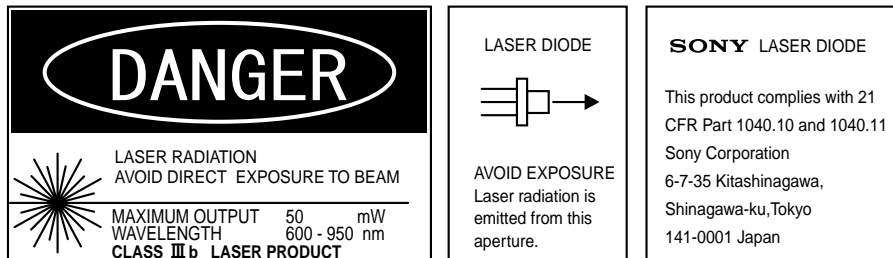 DANGER
LASER RADIATION
AVOID DIRECT EXPOSURE TO BEAM
MAXIMUM OUTPUT 50 mW
WAVELENGTH 600 - 950 nm
CLASS Ⅲb LASER PRODUCT
LASER DIODE
AVOID EXPOSURE
Laser radiation is
emitted from this
aperture.
SONY LASER DIODE
This product complies with 21
CFR Part 1040.10 and 1040.11
Sony Corporation
6-7-35 Kitashinagawa,
Shinagawa-ku,Tokyo
141-0001 Japan